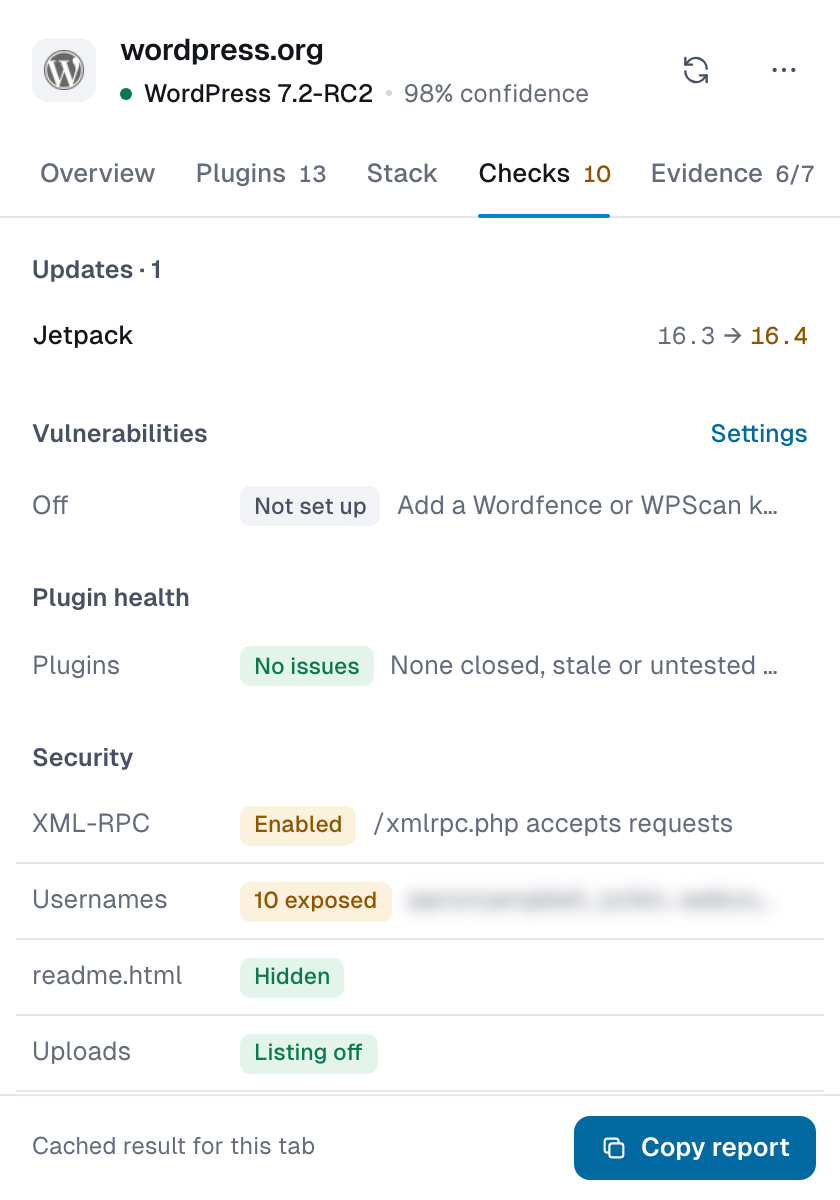 wordpress.org
WordPress 7.2-RC2 • 98% confidence
Overview Plugins 13 Stack Checks 10 Evidence 6/7
Updates · 1
Jetpack 16.3 → 16.4
Vulnerabilities Settings
Off Not set up Add a Wordfence or WPScan k...
Plugin health
Plugins No issues None closed, stale or untested ...
Security
XML-RPC Enabled /xmlrpc.php accepts requests
Usernames 10 exposed
readme.html Hidden
Uploads Listing off
Cached result for this tab Copy report